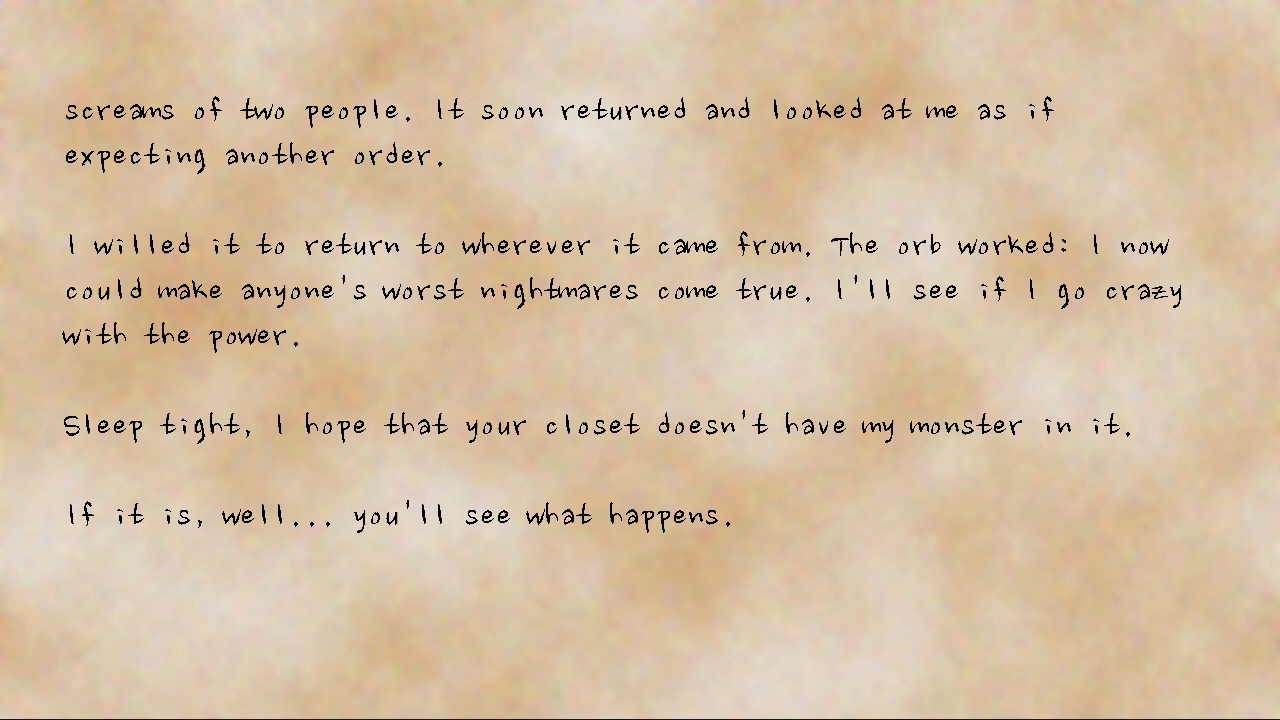 screams of two people. It soon returned and looked at me as if
expecting another order.
I willed it to return to wherever it came from. The orb worked: I now
could make anyone's worst nightmares come true. I'll see if I go crazy
with the power.
Sleep tight, I hope that your closet doesn't have my monster in it.
If it is, well... you'll see what happens.